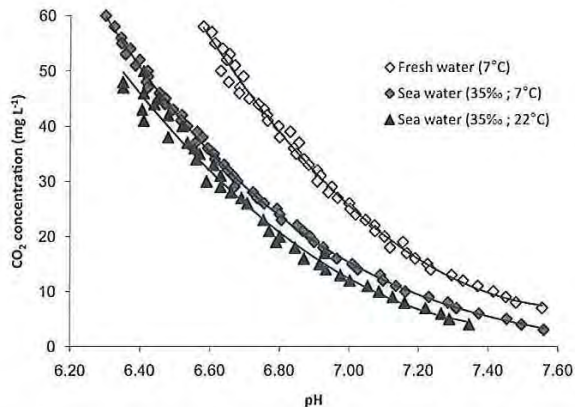 60
50
40
30
20
10
0
CO₂ concentration (mg L⁻¹)
Fresh water (7°C)
Sea water (35‰ ; 7°C)
Sea water (35‰ ; 22°C)
6.20 6.40 6.60 6.80 7.00 7.20 7.40 7.60
pH